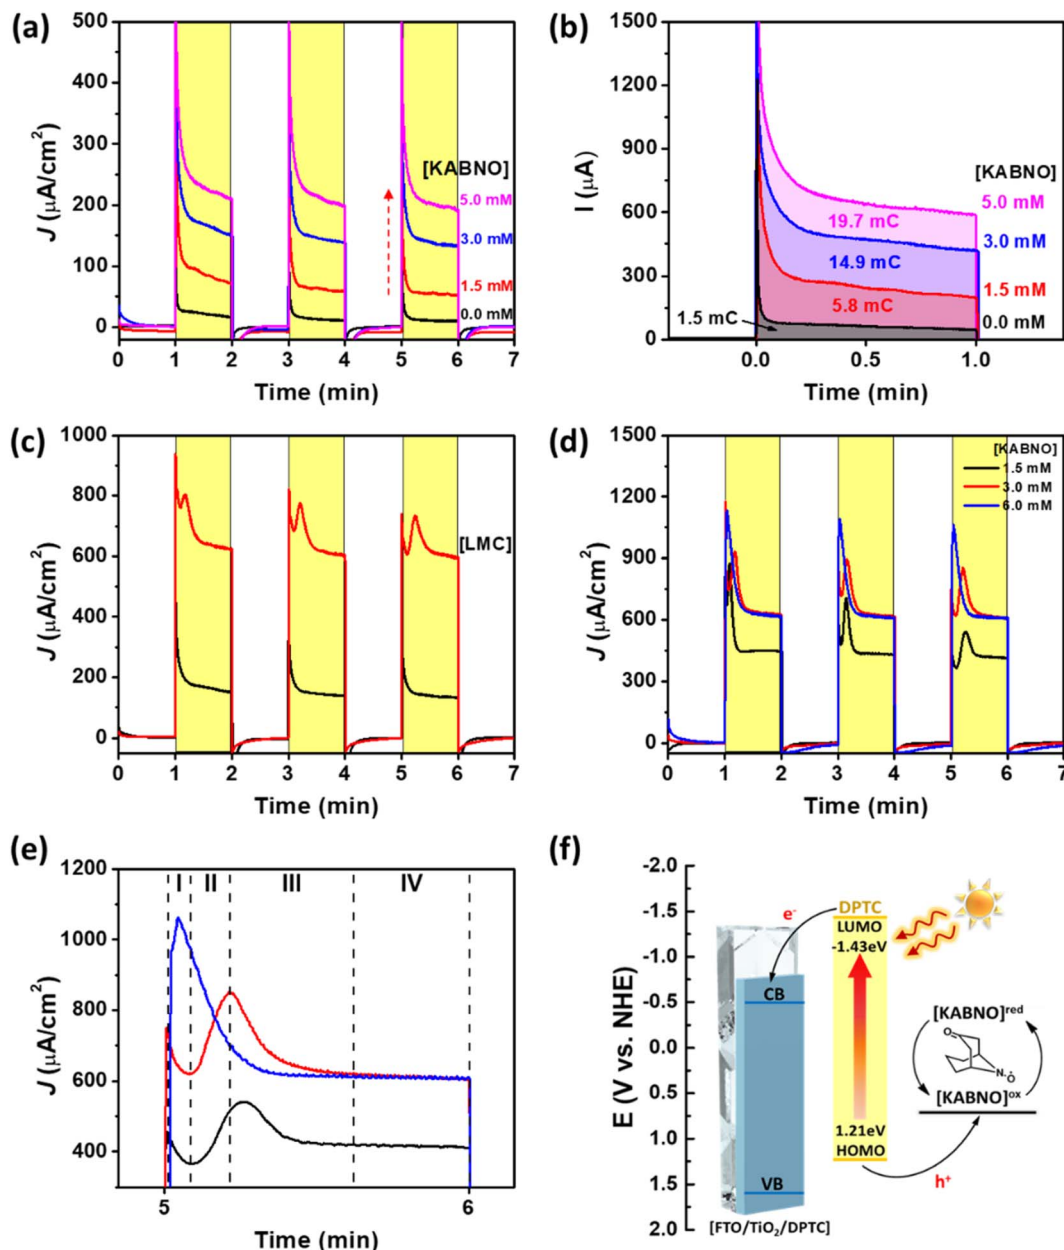 (a)
500
400
300
200
100
0
J (μA/cm²)
[KABNO]
5.0 mM
3.0 mM
1.5 mM
0.0 mM
0 1 2 3 4 5 6 7
Time (min)
(b)
1500
1200
900
600
300
0
I (μA)
[KABNO]
5.0 mM
3.0 mM
1.5 mM
0.0 mM
19.7 mC
14.9 mC
5.8 mC
1.5 mC
0.0 0.5 1.0
Time (min)
(c)
1000
800
600
400
200
0
J (μA/cm²)
[LMC]
0 1 2 3 4 5 6 7
Time (min)
(d)
1500
1200
900
600
300
0
J (μA/cm²)
[KABNO]
1.5 mM
3.0 mM
6.0 mM
0 1 2 3 4 5 6 7
Time (min)
(e)
1200
1000
800
600
400
J (μA/cm²)
I II III IV
5 6
Time (min)
(f)
-2.0
-1.5
-1.0
-0.5
0.0
0.5
1.0
1.5
2.0
E (V vs. NHE)
e-
DPTC
LUMO
-1.43eV
CB
VB
1.21eV
HOMO
h+
[KABNO]red
O
N
O
[KABNO]ox
[FTO/TiO₂/DPTC]